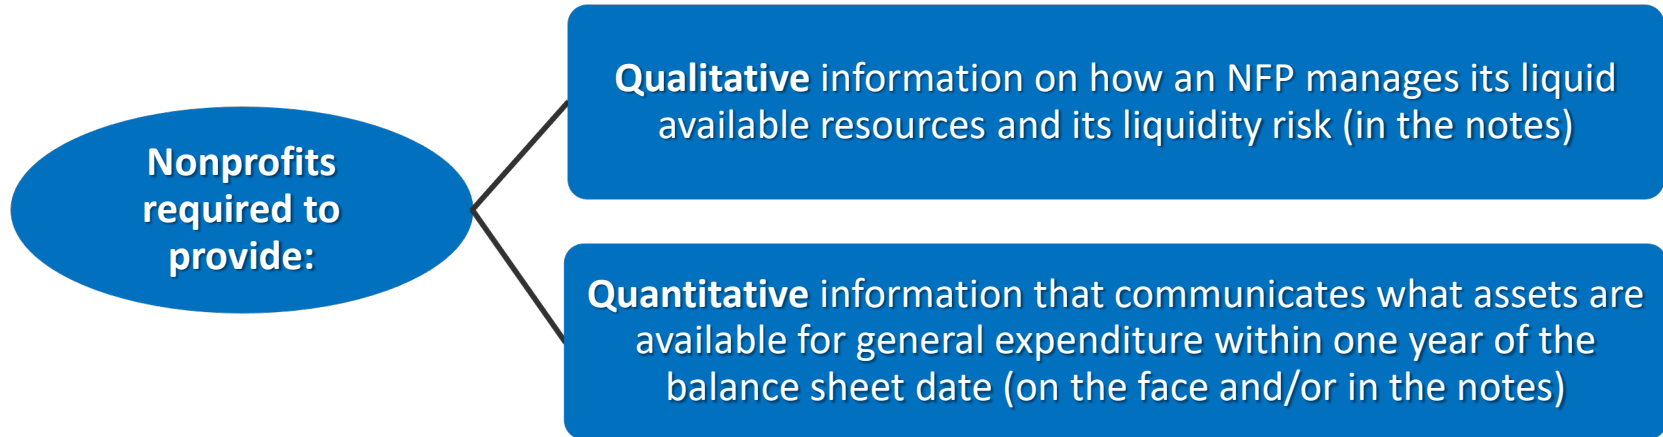 Nonprofits
required to
provide:
Qualitative information on how an NFP manages its liquid
available resources and its liquidity risk (in the notes)
Quantitative information that communicates what assets are
available for general expenditure within one year of the
balance sheet date (on the face and/or in the notes)